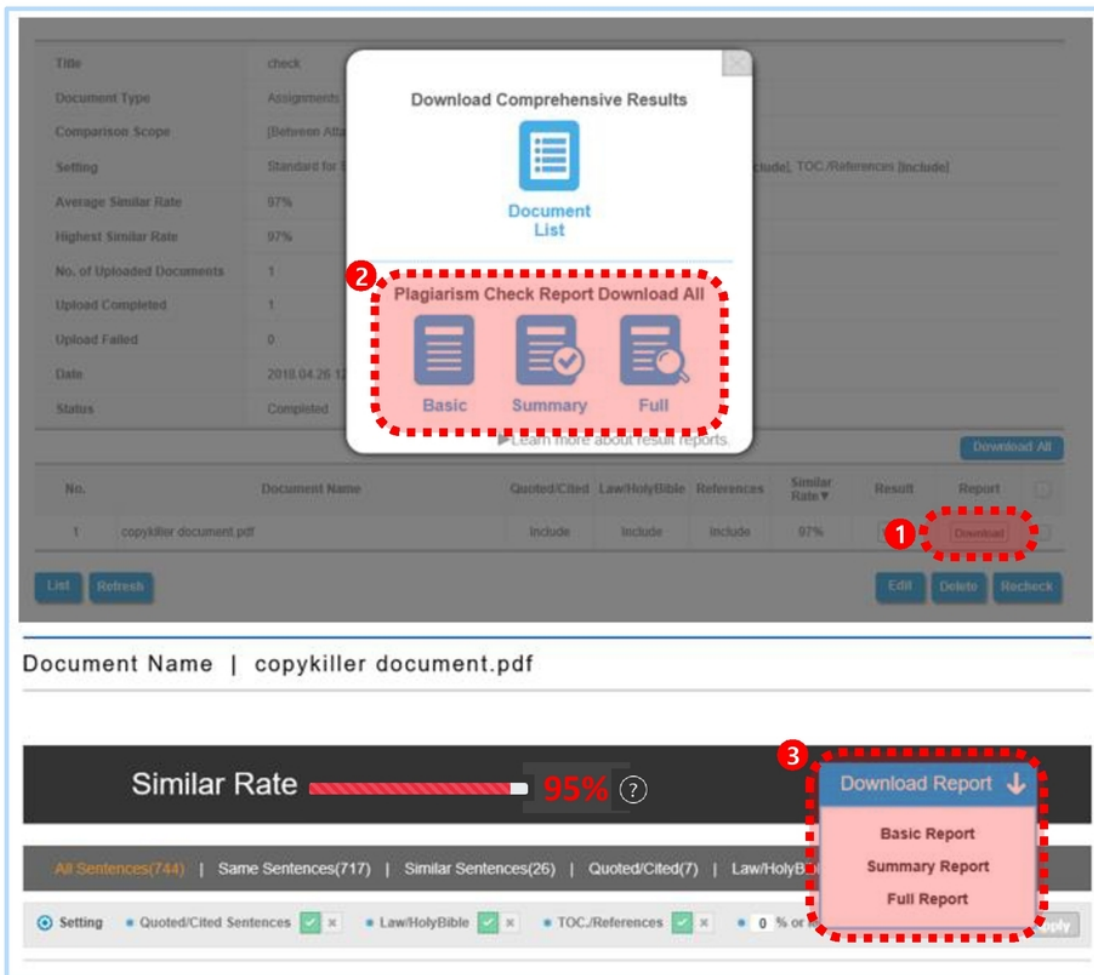 Title check
Document Type Assignments
Comparison Scope [Between Atta
Setting Standard for clude], TOC./References [Include]
Average Similar Rate 97%
Highest Similar Rate 97%
No. of Uploaded Documents 1
Upload Completed 1
Upload Failed 0
Date 2018.04.26 12
Status Completed
Download Comprehensive Results
Document
List
2
Plagiarism Check Report Download All
Basic Summary Full
▶Learn more about result reports.
Download All
No. Document Name Quoted/Cited Law/HolyBible References Similar Rate▼ Result Report
1 copykiller document.pdf Include Include Include 97% 1 Download
List Refresh Edit Delete Recheck
Document Name | copykiller document.pdf
Similar Rate 95% ?
3
Download Report ↓
Basic Report
Summary Report
Full Report
All Sentences(744) | Same Sentences(717) | Similar Sentences(26) | Quoted/Cited(7) | Law/HolyB
Setting Quoted/Cited Sentences × Law/HolyBible × TOC./References × 0 % or